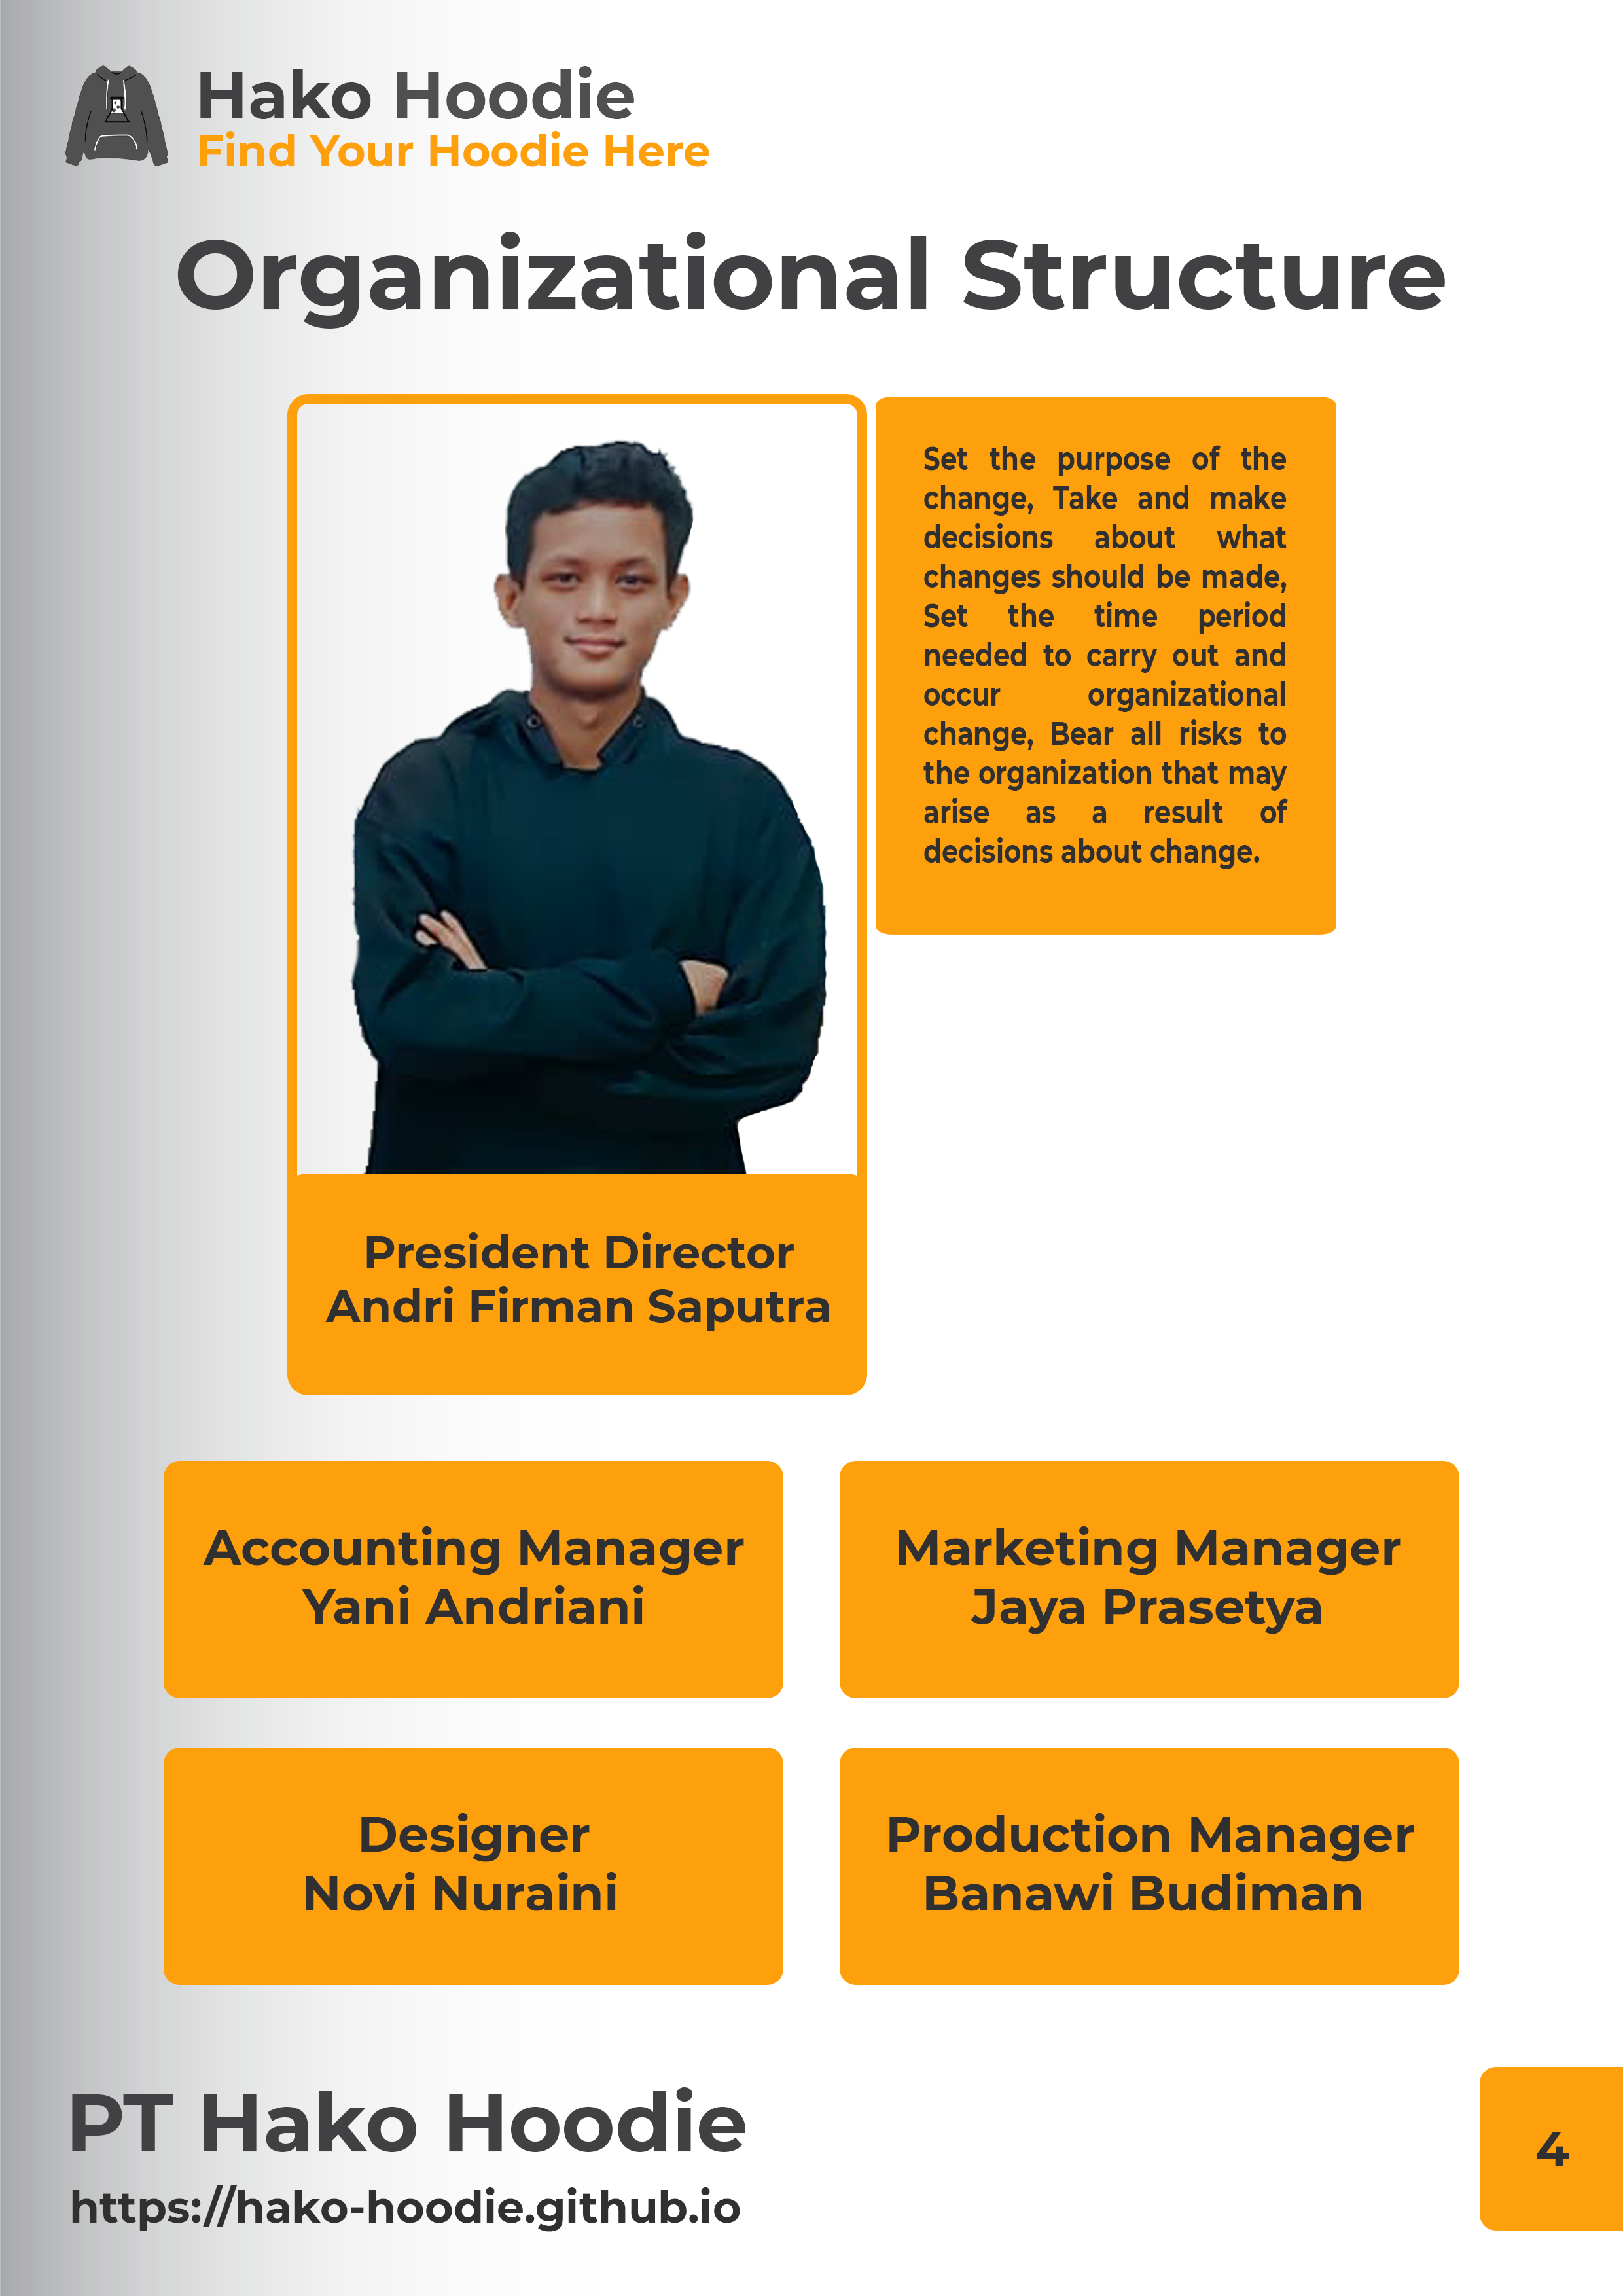 Hako Hoodie
Find Your Hoodie Here
Organizational Structure
Set the purpose of the
change, Take and make
decisions about what
changes should be made,
Set the time period
needed to carry out and
occur organizational
change, Bear all risks to
the organization that may
arise as a result of
decisions about change.
President Director
Andri Firman Saputra
Accounting Manager
Yani Andriani
Marketing Manager
Jaya Prasetya
Designer
Novi Nuraini
Production Manager
Banawi Budiman
PT Hako Hoodie
https://hako-hoodie.github.io
4